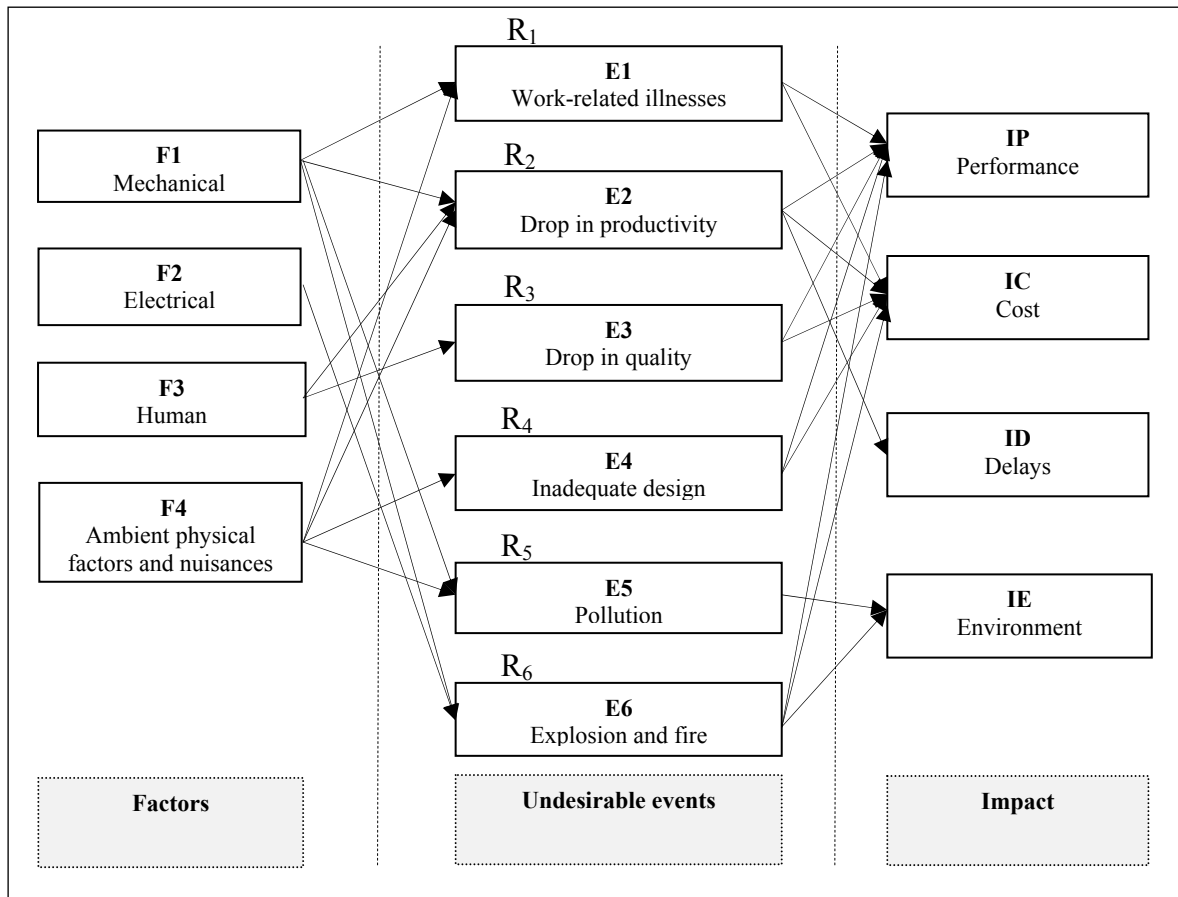 F1
Mechanical
F2
Electrical
F3
Human
F4
Ambient physical
factors and nuisances
Factors
R1
E1
Work-related illnesses
R2
E2
Drop in productivity
R3
E3
Drop in quality
R4
E4
Inadequate design
R5
E5
Pollution
R6
E6
Explosion and fire
Undesirable events
IP
Performance
IC
Cost
ID
Delays
IE
Environment
Impact